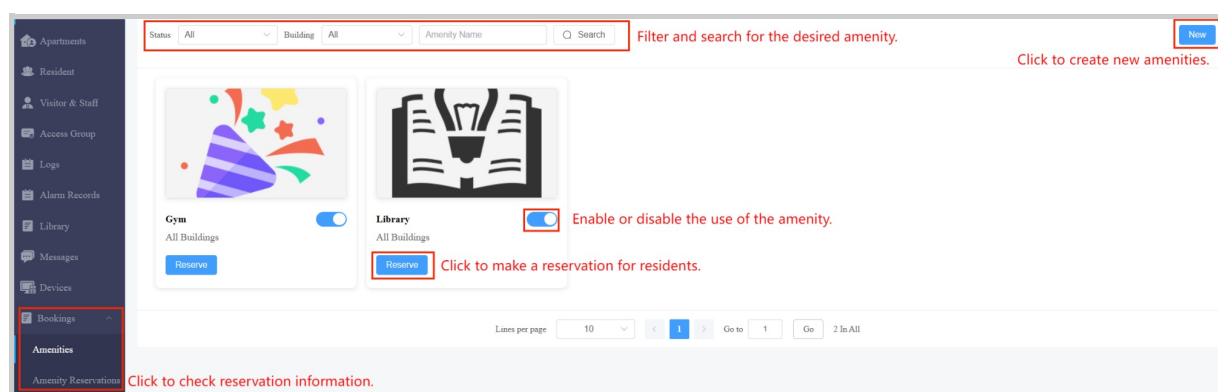 Apartments
Resident
Visitor & Staff
Access Group
Logs
Alarm Records
Library
Messages
Devices
Bookings
Amenities
Amenity Reservations
Click to check reservation information.
Status All Building All Amenity Name Search
Filter and search for the desired amenity.
New
Click to create new amenities.
Gym
All Buildings
Reserve
Library
All Buildings
Reserve
Enable or disable the use of the amenity.
Click to make a reservation for residents.
Lines per page 10 < 1 > Go to 1 Go 2 In All